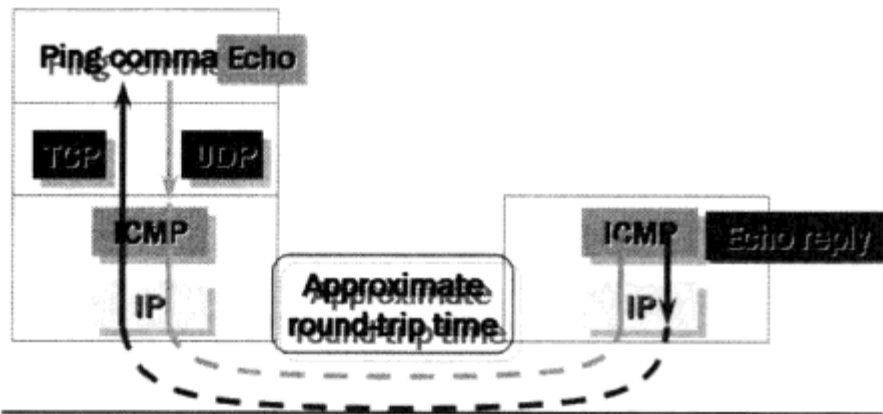 Ping comma
Echo
TCP
UDP
ICMP
IP
Approximate
round-trip time
ICMP
Echo reply
IP